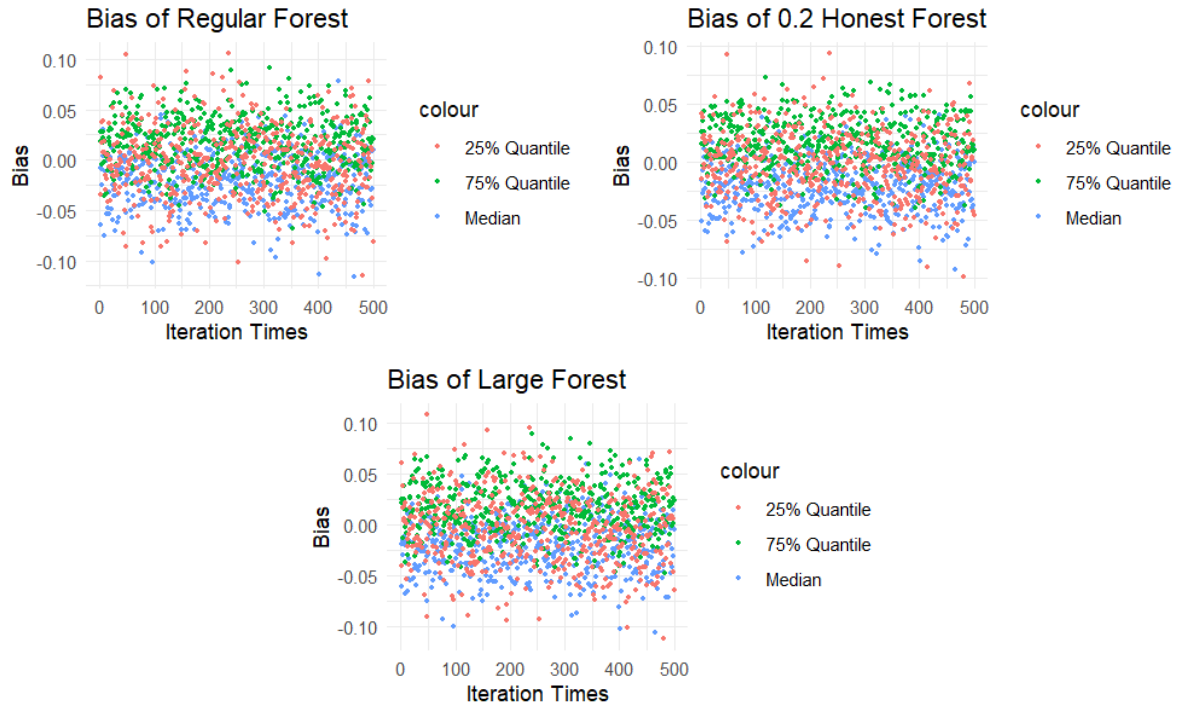 Bias of Regular Forest
0.10
0.05
0.00
-0.05
-0.10
Bias
0 100 200 300 400 500
Iteration Times
colour
25% Quantile
75% Quantile
Median
Bias of 0.2 Honest Forest
0.10
0.05
0.00
-0.05
-0.10
Bias
0 100 200 300 400 500
Iteration Times
colour
25% Quantile
75% Quantile
Median
Bias of Large Forest
0.10
0.05
0.00
-0.05
-0.10
Bias
0 100 200 300 400 500
Iteration Times
colour
25% Quantile
75% Quantile
Median